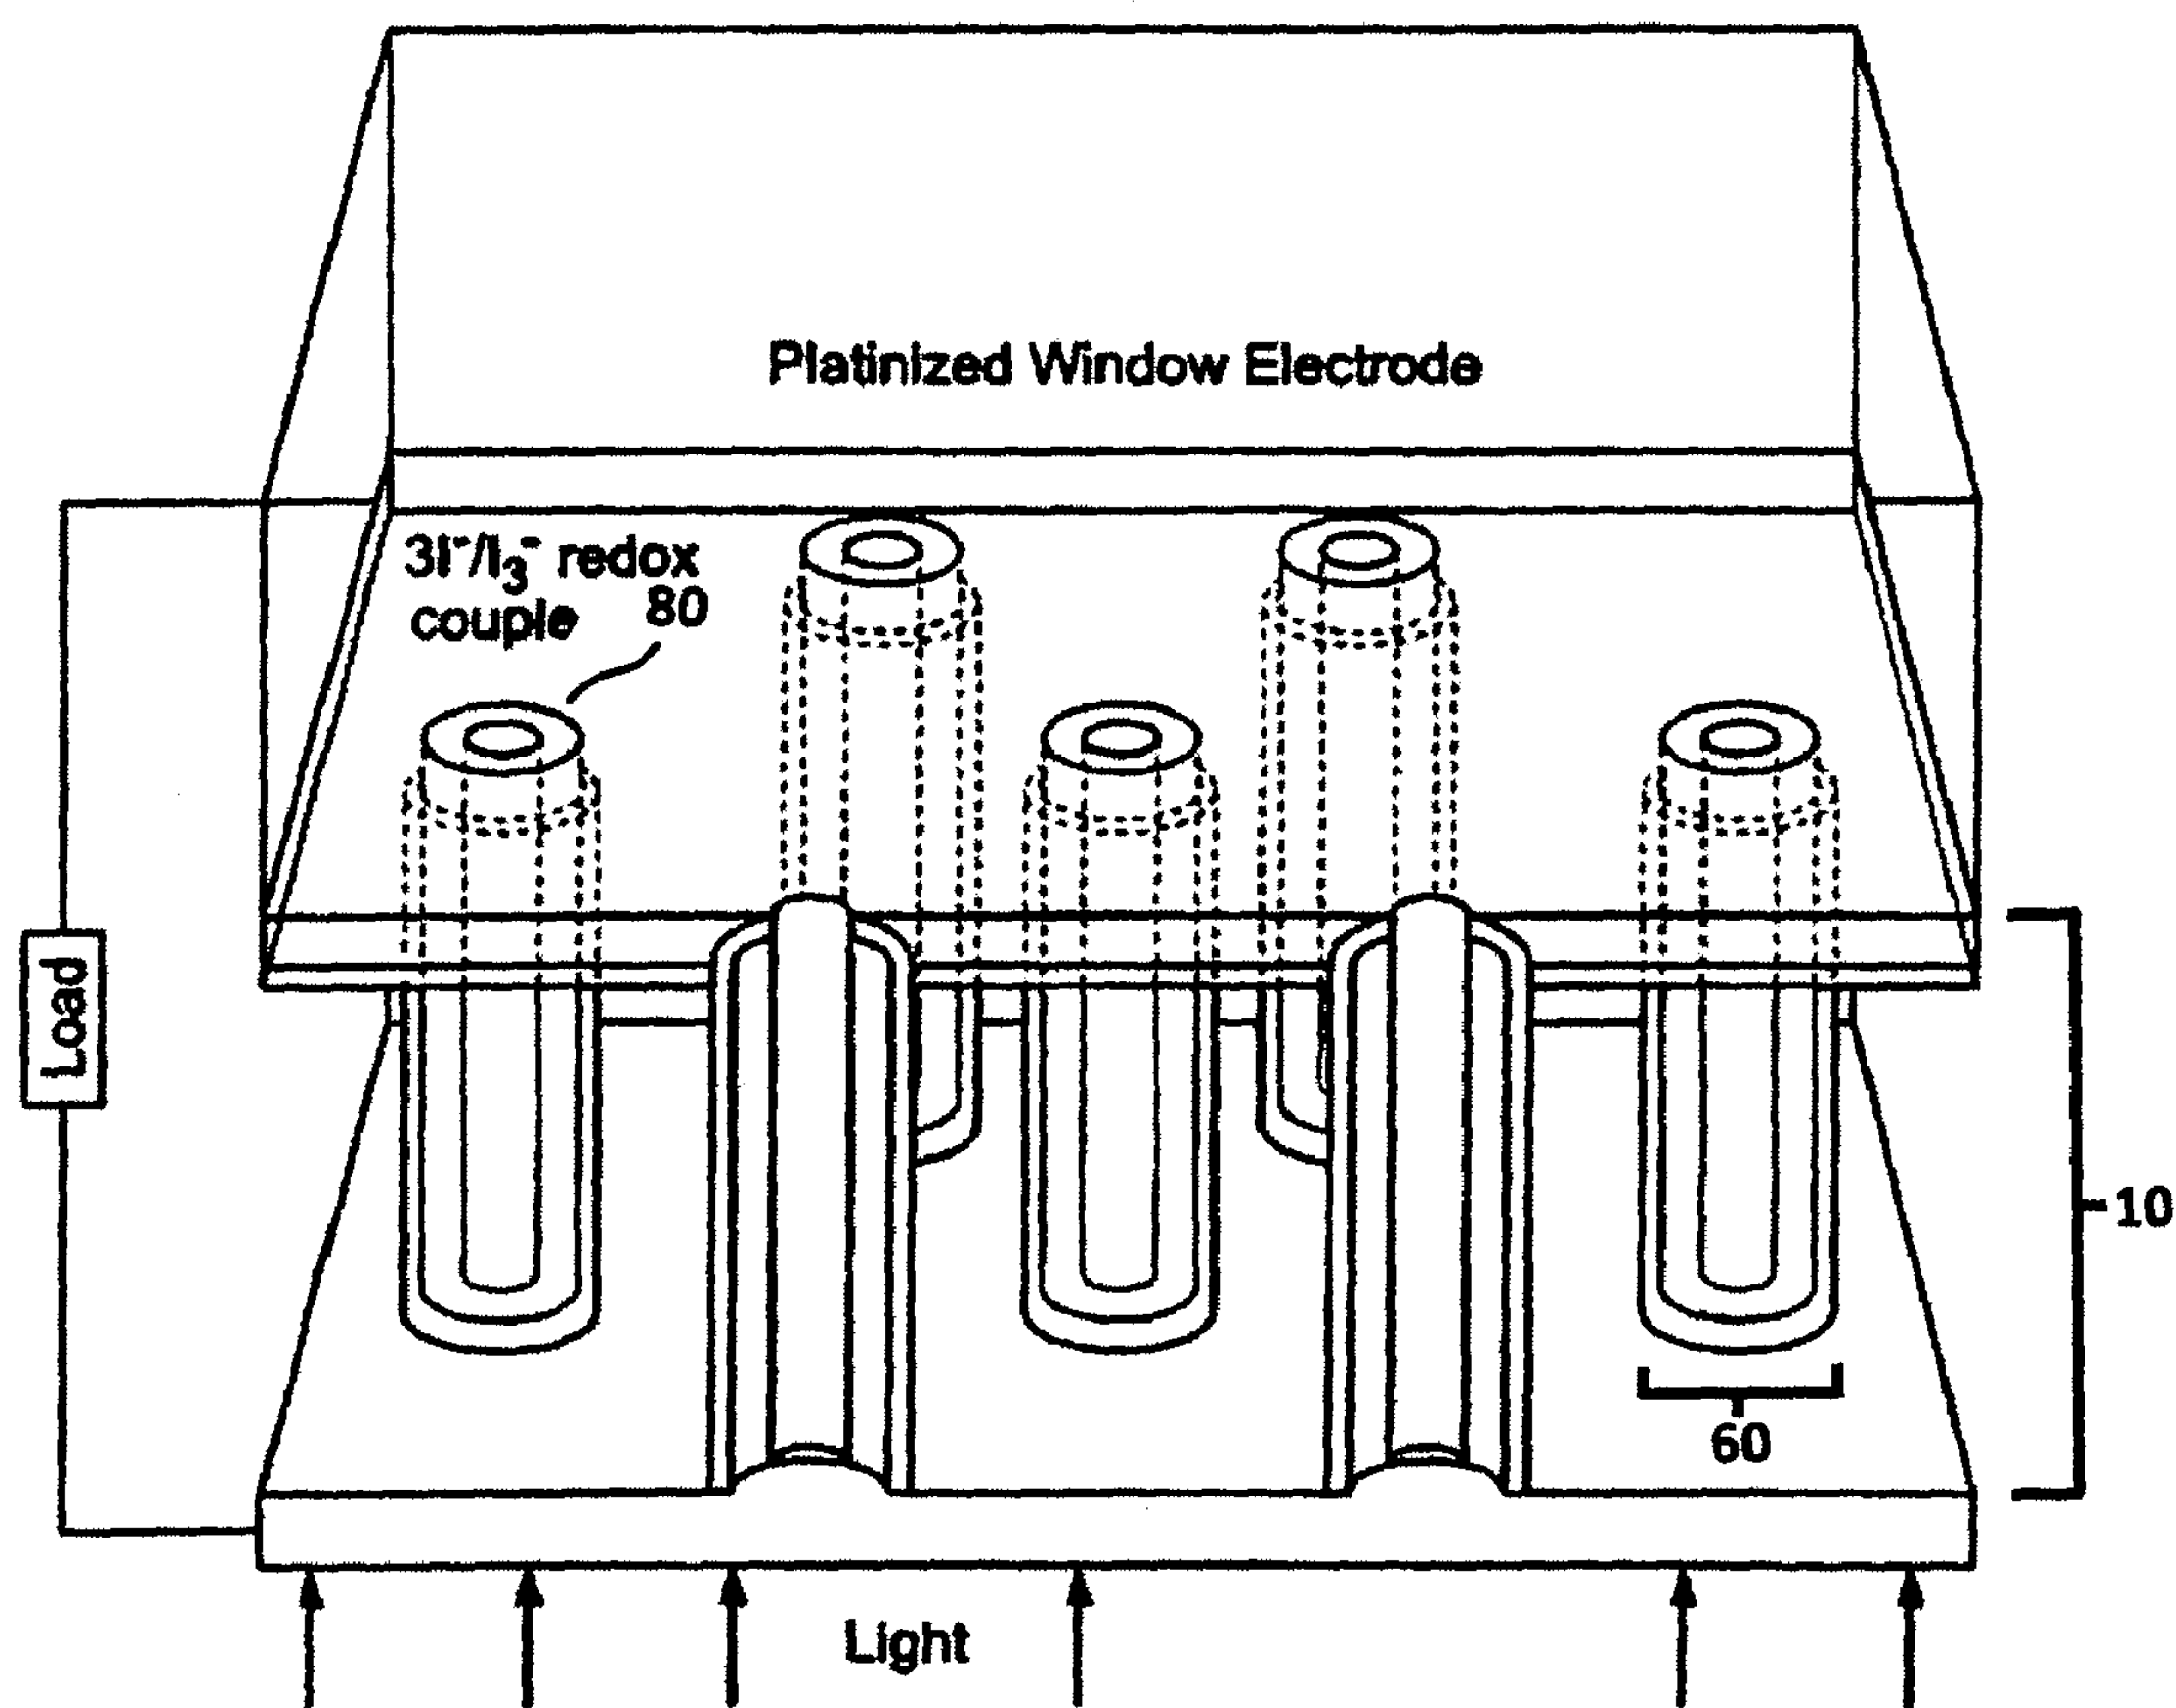 Platinized Window Electrode
3I⁻/I₃⁻ redox
couple 80
Load
10
60
Light